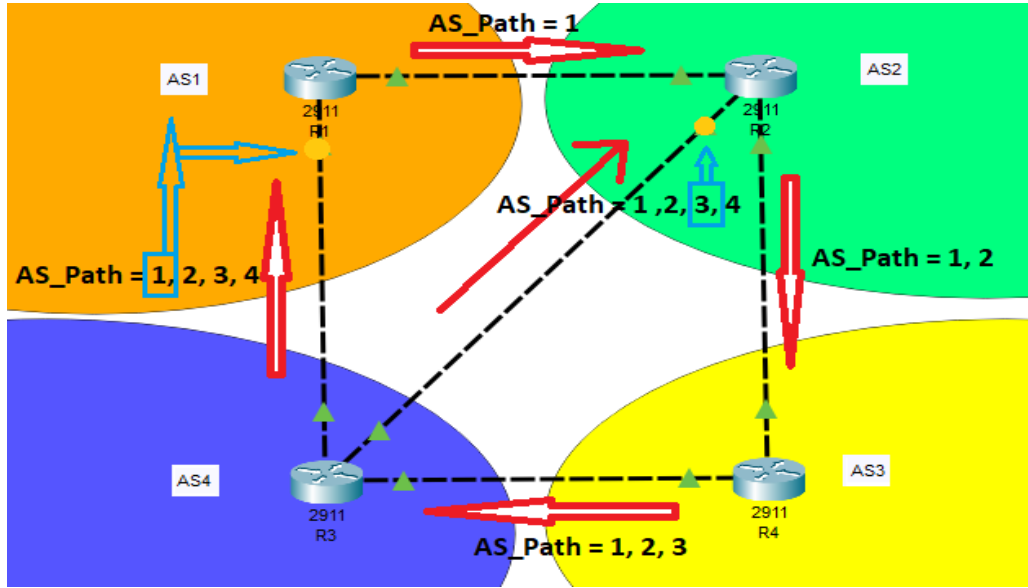 AS_Path = 1
AS1
AS2
2911
R1
2911
R2
AS_Path = 1 ,2, 3, 4
AS_Path = 1, 2
AS_Path = 1, 2, 3, 4
AS4
AS3
2911
R3
2911
R4
AS_Path = 1, 2, 3